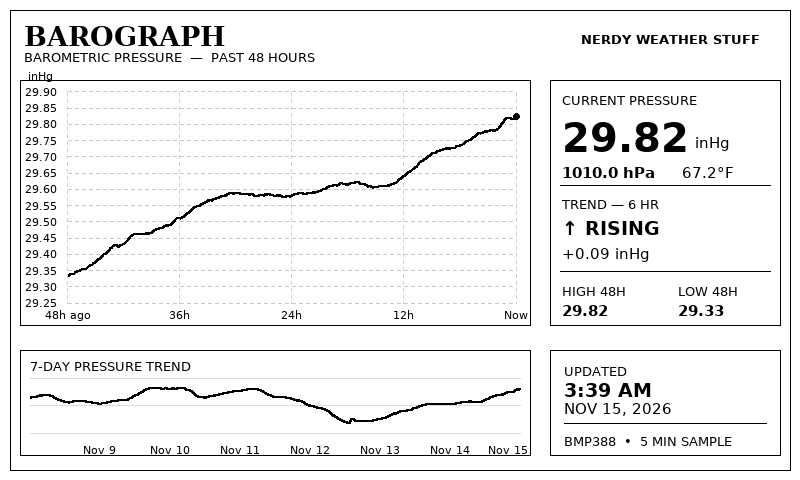 BAROGRAPH
BAROMETRIC PRESSURE — PAST 48 HOURS
NERDY WEATHER STUFF
inHg
29.90
29.85
29.80
29.75
29.70
29.65
29.60
29.55
29.50
29.45
29.40
29.35
29.30
29.25
48h ago 36h 24h 12h Now
CURRENT PRESSURE
29.82 inHg
1010.0 hPa 67.2°F
TREND — 6 HR
↑ RISING
+0.09 inHg
HIGH 48H LOW 48H
29.82 29.33
7-DAY PRESSURE TREND
Nov 9 Nov 10 Nov 11 Nov 12 Nov 13 Nov 14 Nov 15
UPDATED
3:39 AM
NOV 15, 2026
BMP388 • 5 MIN SAMPLE